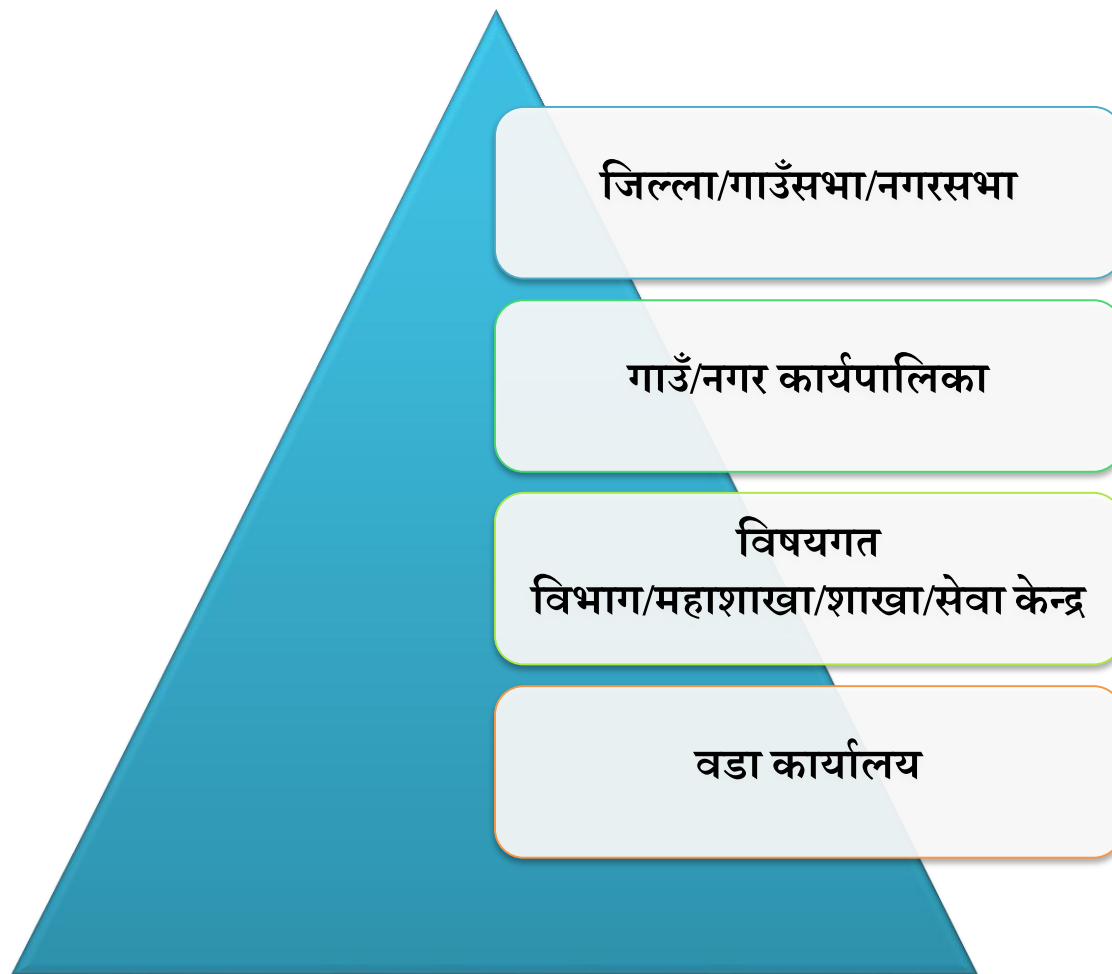 जिल्ला/गाउँसभा/नगरसभा
गाउँ/नगर कार्यपालिका
विषयगत
विभाग/महाशाखा/शाखा/सेवा केन्द्र
वडा कार्यालय